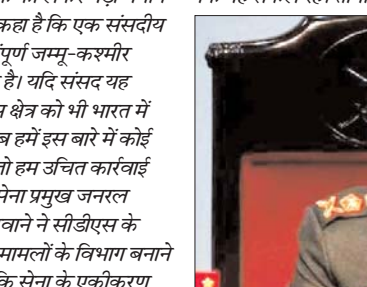 कहा है कि एक संसदीय
जम्मू-कश्मीर
है। यदि संसद यह
क्षेत्र को भी भारत में
हमें इस बारे में कोई
हम उचित कार्रवाई
प्रमुख जनरल
ने सीडीएस के
मामलों के विभाग बनाने
कि सेना के एकीकरण